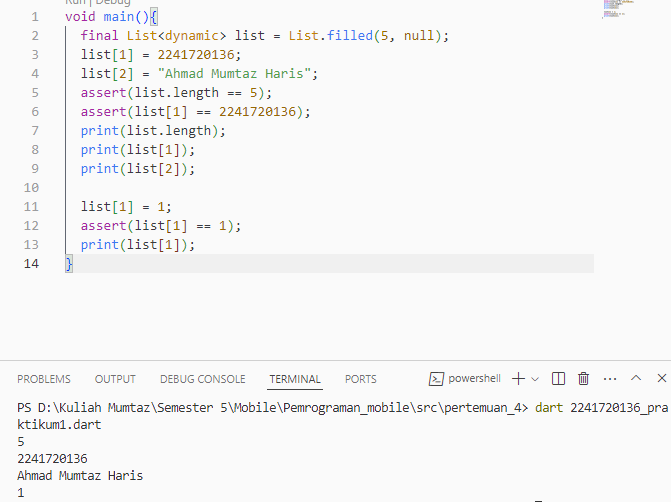 Run | Debug
1 void main(){
2   final List<dynamic> list = List.filled(5, null);
3   list[1] = 2241720136;
4   list[2] = "Ahmad Mumtaz Haris";
5   assert(list.length == 5);
6   assert(list[1] == 2241720136);
7   print(list.length);
8   print(list[1]);
9   print(list[2]);
10
11   list[1] = 1;
12   assert(list[1] == 1);
13   print(list[1]);
14 }
PROBLEMS OUTPUT DEBUG CONSOLE TERMINAL PORTS powershell
PS D:\Kuliah Mumtaz\Semester 5\Mobile\Pemrograman_mobile\src\pertemuan_4> dart 2241720136_pra
ktikum1.dart
5
2241720136
Ahmad Mumtaz Haris
1